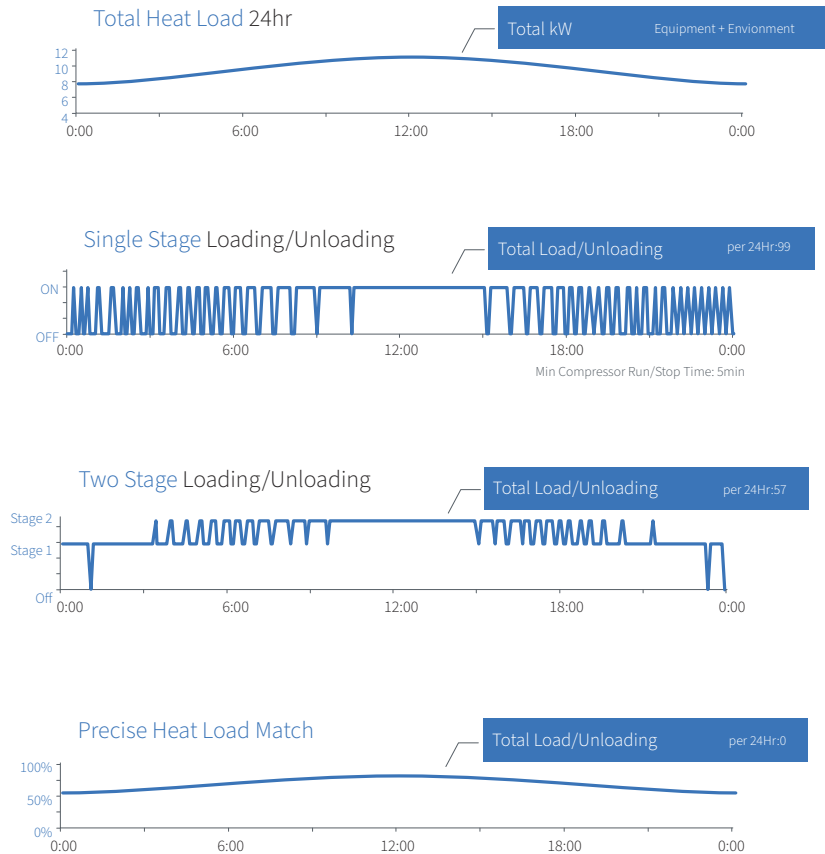 Total Heat Load 24hr
Total kW Equipment + Envionment
12
10
8
6
4
0:00 6:00 12:00 18:00 0:00
Single Stage Loading/Unloading
Total Load/Unloading per 24Hr:99
ON
OFF
0:00 6:00 12:00 18:00 0:00
Min Compressor Run/Stop Time: 5min
Two Stage Loading/Unloading
Total Load/Unloading per 24Hr:57
Stage 2
Stage 1
Off
0:00 6:00 12:00 18:00 0:00
Precise Heat Load Match
Total Load/Unloading per 24Hr:0
100%
50%
0%
0:00 6:00 12:00 18:00 0:00